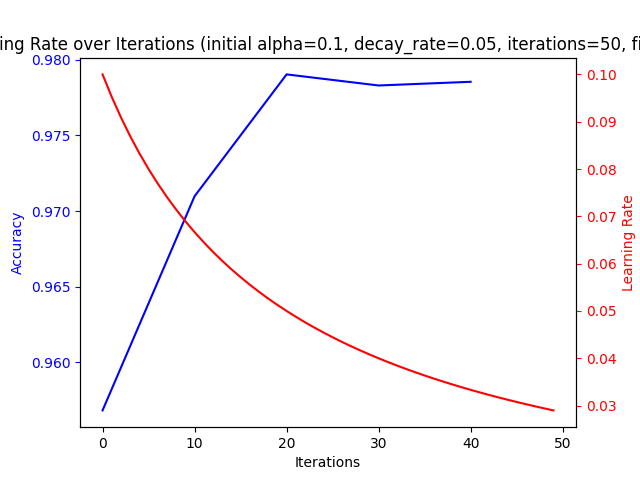 ing Rate over Iterations (initial alpha=0.1, decay_rate=0.05, iterations=50, fi
0.980
0.975
0.970
0.965
0.960
Accuracy
0.10
0.09
0.08
0.07
0.06
0.05
0.04
0.03
Learning Rate
0 10 20 30 40 50
Iterations